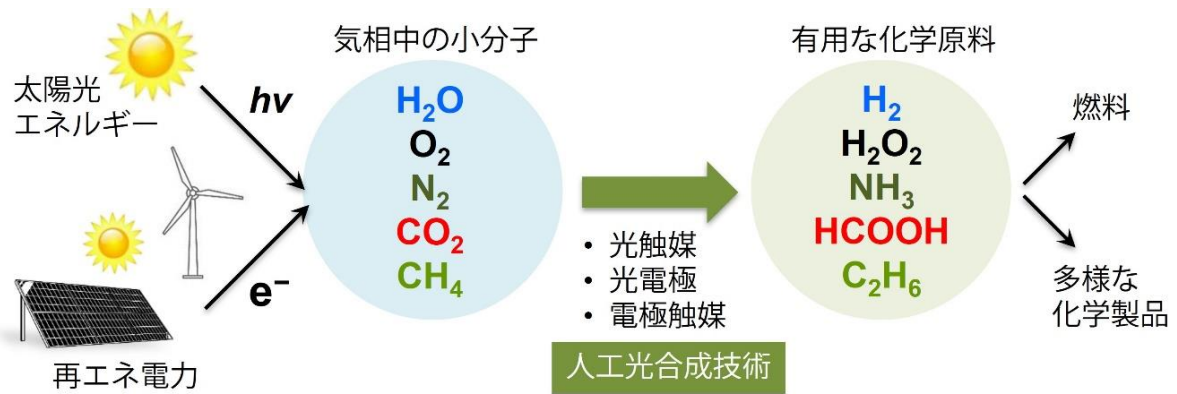 太陽光
エネルギー
hν
e⁻
再エネ電力
気相中の小分子
H₂O
O₂
N₂
CO₂
CH₄
・ 光触媒
・ 光電極
・ 電極触媒
人工光合成技術
有用な化学原料
H₂
H₂O₂
NH₃
HCOOH
C₂H₆
燃料
多様な
化学製品